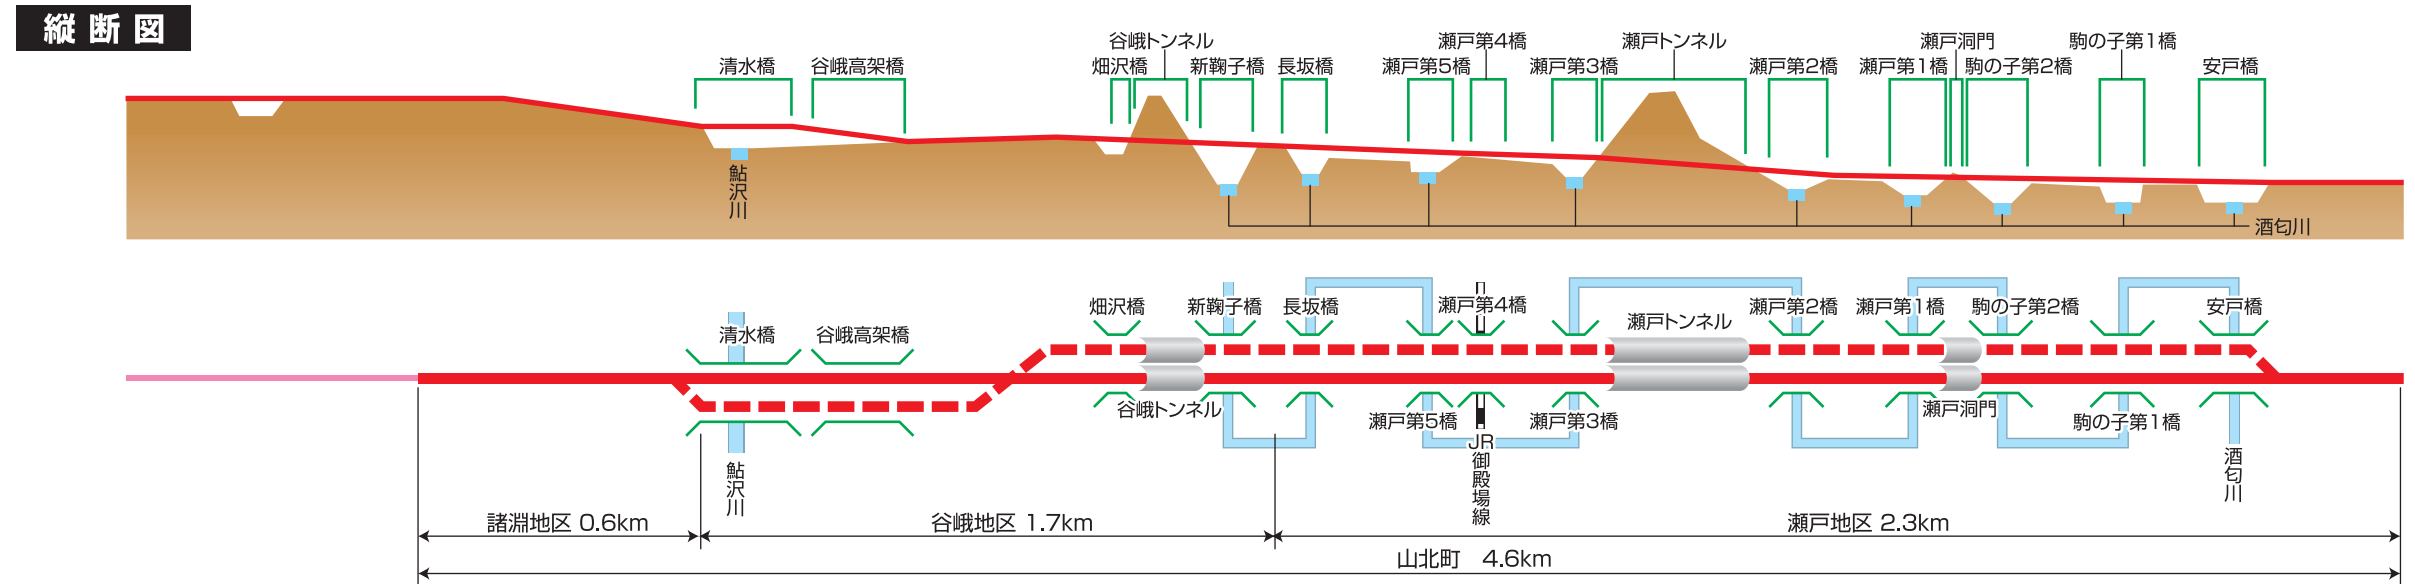 縦断図
谷峨トンネル
瀬戸第4橋
瀬戸トンネル
瀬戸洞門
駒の子第1橋
清水橋
谷峨高架橋
畑沢橋
新鞠子橋
長坂橋
瀬戸第5橋
瀬戸第3橋
瀬戸第2橋
瀬戸第1橋
駒の子第2橋
安戸橋
鮎沢川
酒匂川
畑沢橋
新鞠子橋
長坂橋
瀬戸第4橋
瀬戸第2橋
瀬戸第1橋
駒の子第2橋
安戸橋
清水橋
谷峨高架橋
瀬戸トンネル
谷峨トンネル
瀬戸第5橋
瀬戸第3橋
瀬戸洞門
駒の子第1橋
鮎沢川
JR御殿場線
酒匂川
諸淵地区 0.6km
谷峨地区 1.7km
瀬戸地区 2.3km
山北町 4.6km